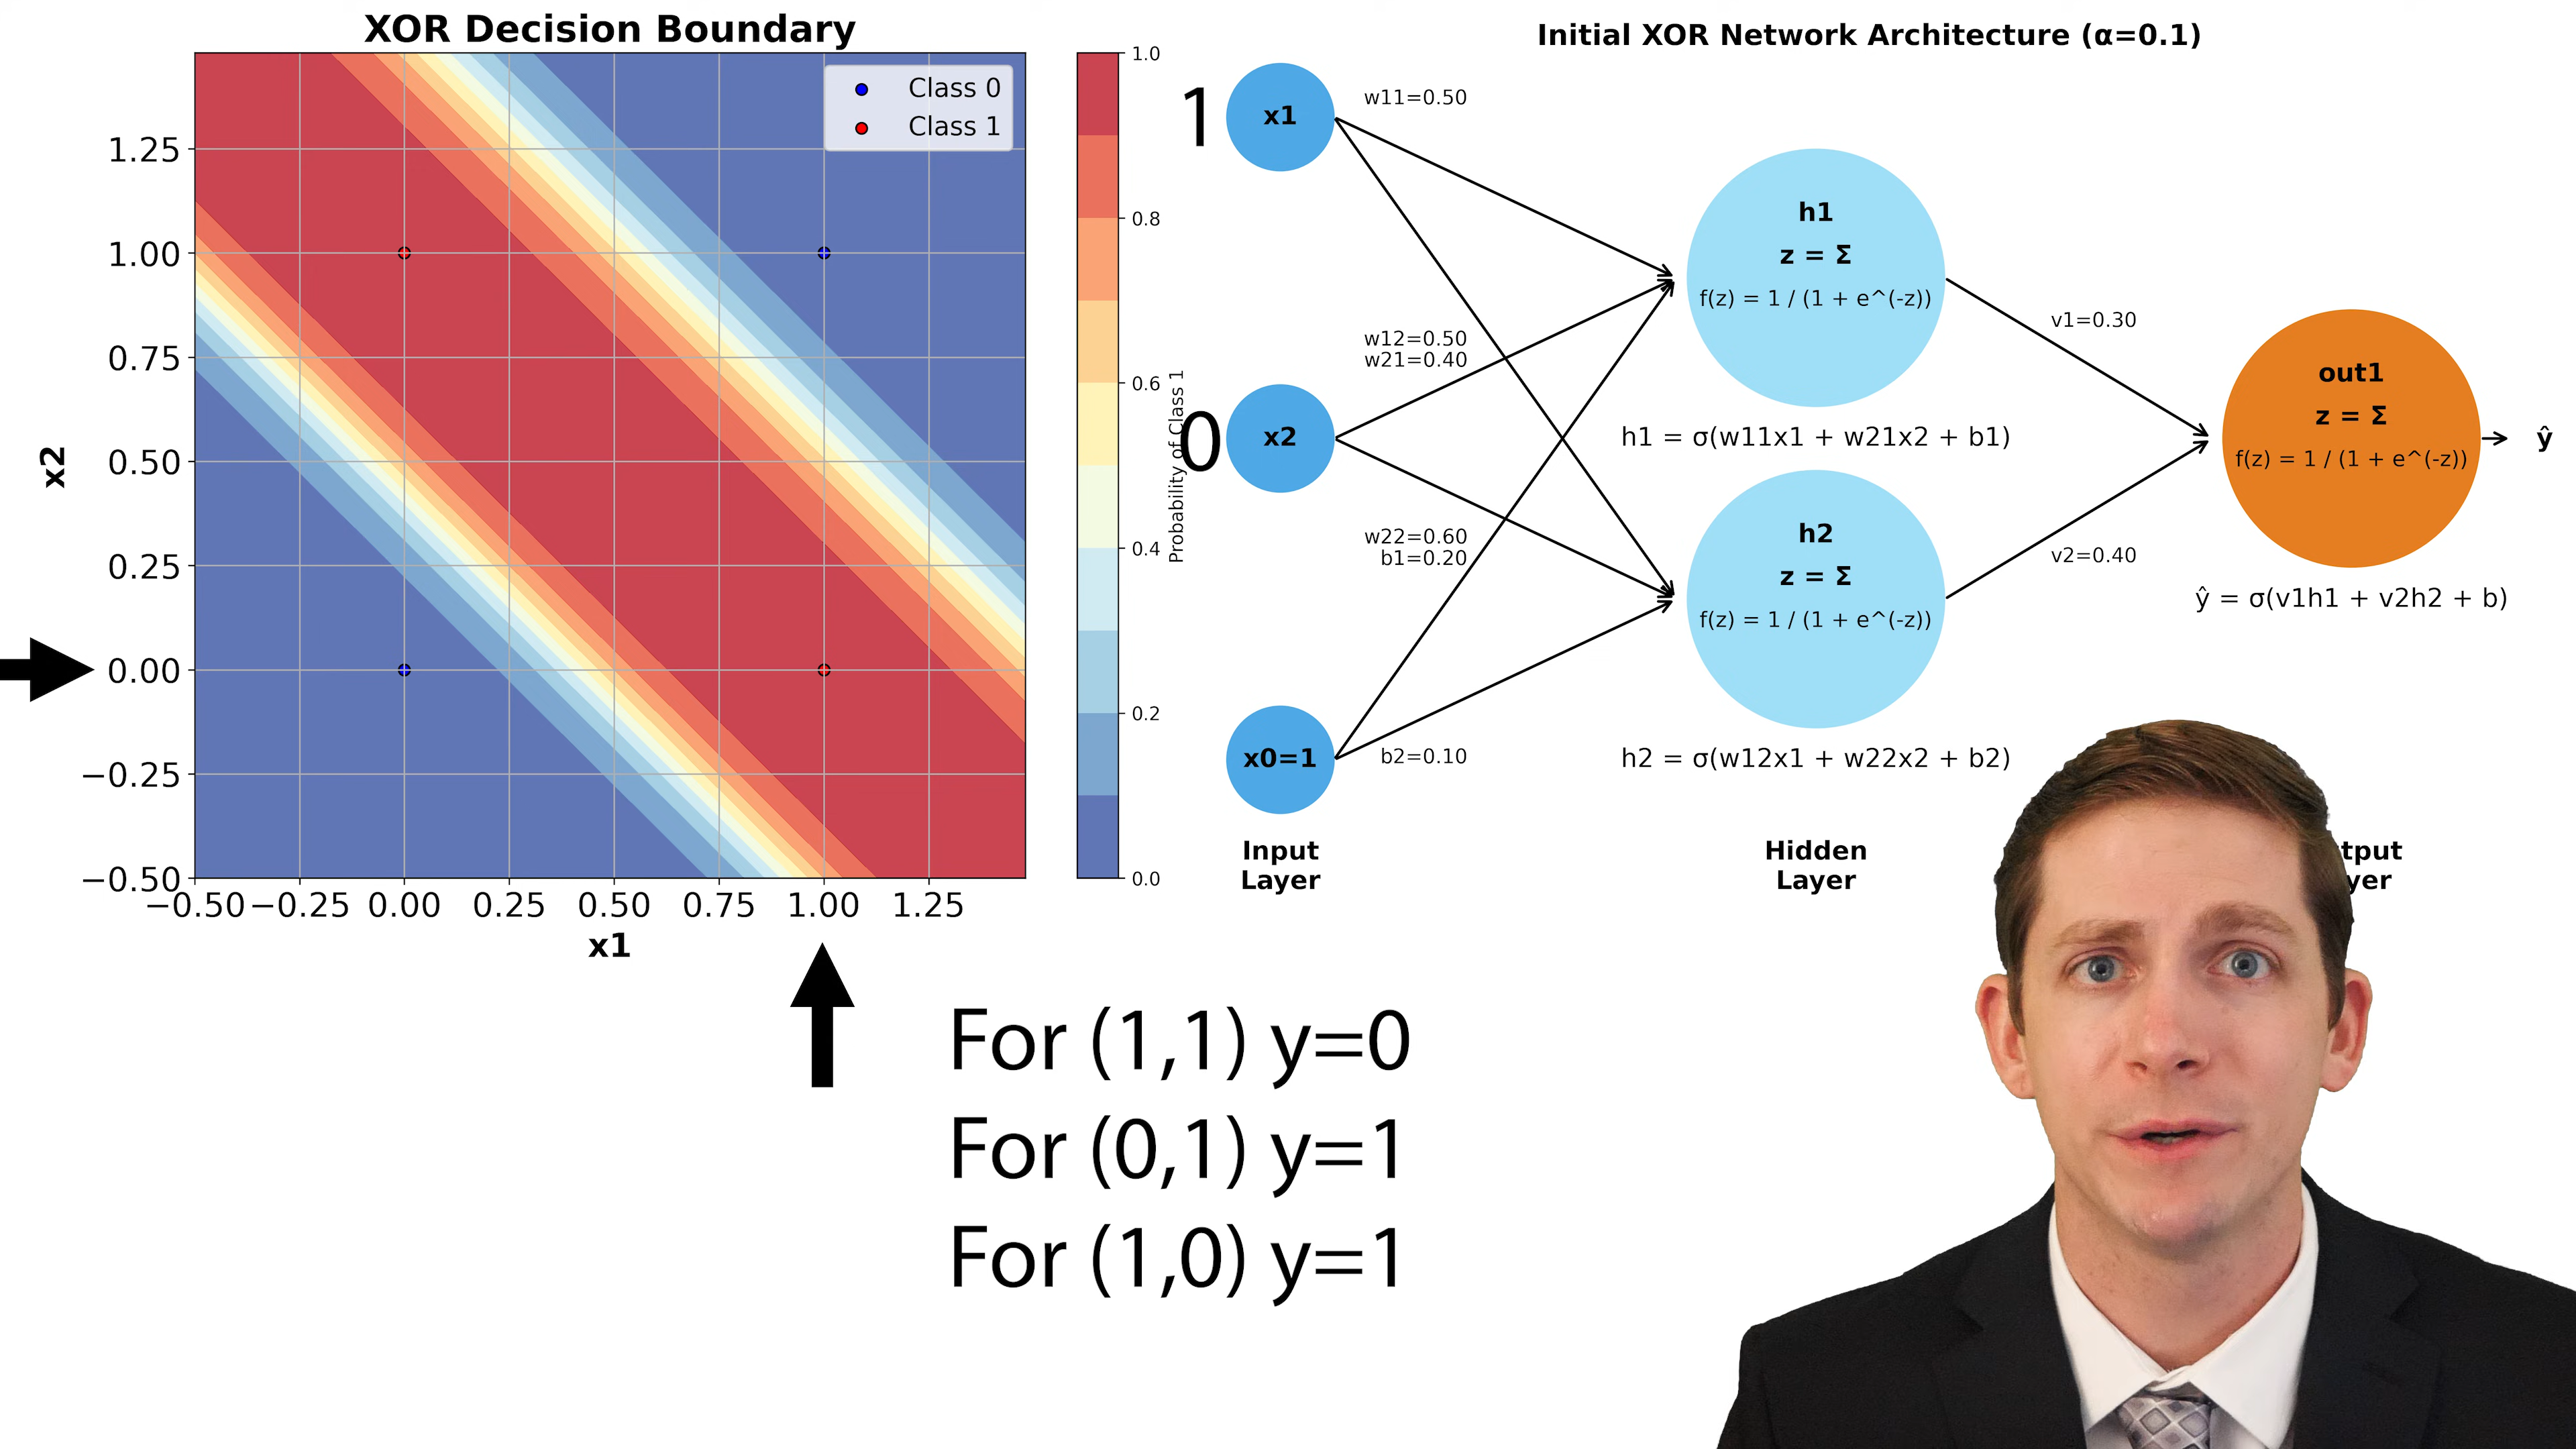 XOR Decision Boundary
Class 0
Class 1
1.25
1.00
0.75
0.50
0.25
0.00
−0.25
−0.50
x2
−0.50 −0.25 0.00 0.25 0.50 0.75 1.00 1.25
x1
1.0
0.8
0.6
0.4
0.2
0.0
Probability of Class 1
Initial XOR Network Architecture (α=0.1)
1
x1
w11=0.50
0
x2
w12=0.50
w21=0.40
w22=0.60
b1=0.20
x0=1
b2=0.10
Input
Layer
h1
z = Σ
f(z) = 1 / (1 + e^(-z))
h1 = σ(w11x1 + w21x2 + b1)
h2
z = Σ
f(z) = 1 / (1 + e^(-z))
h2 = σ(w12x1 + w22x2 + b2)
Hidden
Layer
v1=0.30
v2=0.40
out1
z = Σ
f(z) = 1 / (1 + e^(-z))
ŷ
ŷ = σ(v1h1 + v2h2 + b)
tput
yer
For (1,1) y=0
For (0,1) y=1
For (1,0) y=1